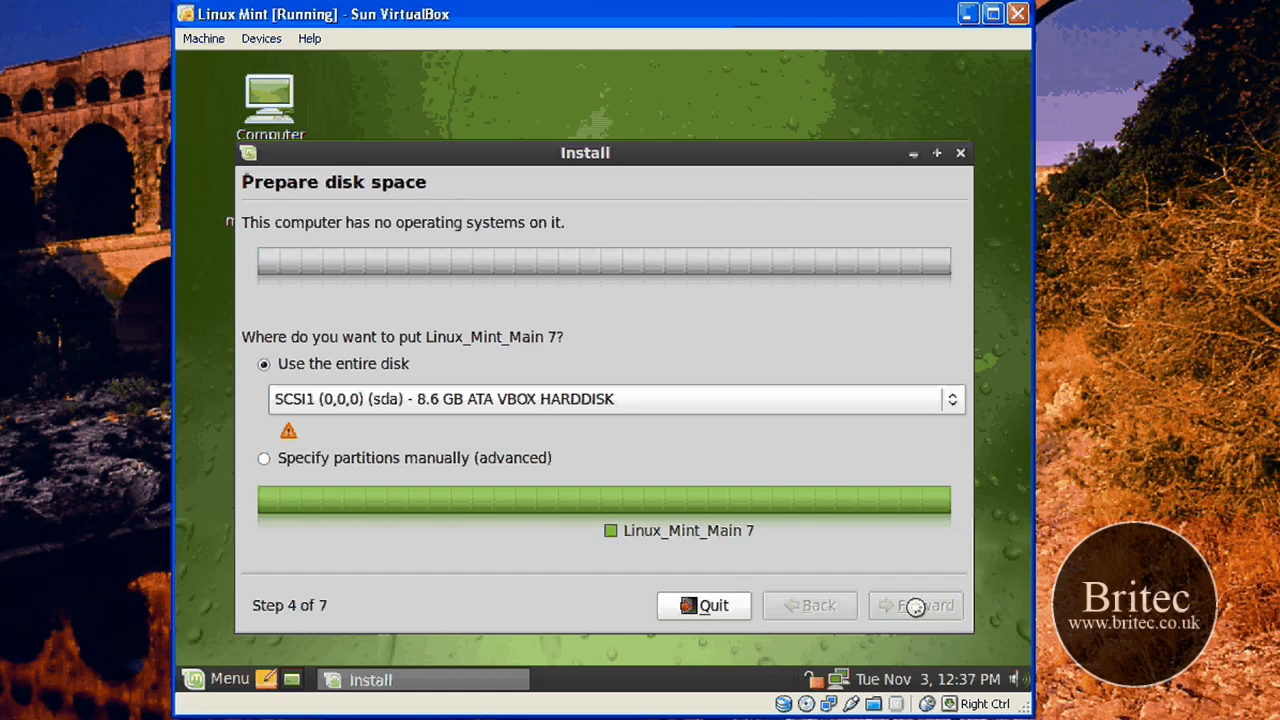 Linux Mint [Running] - Sun VirtualBox
Machine Devices Help
Computer
Install
Prepare disk space
This computer has no operating systems on it.
Where do you want to put Linux_Mint_Main 7?
Use the entire disk
SCSI1 (0,0,0) (sda) - 8.6 GB ATA VBOX HARDDISK
Specify partitions manually (advanced)
Linux_Mint_Main 7
Step 4 of 7
Quit
Back
Forward
Britec
www.britec.co.uk
Menu
Install
Tue Nov 3, 12:37 PM
Right Ctrl